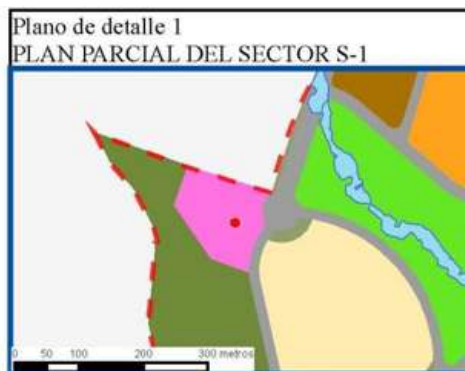 Plano de detalle 1
PLAN PARCIAL DEL SECTOR S-1
0 50 100 200 300 metros